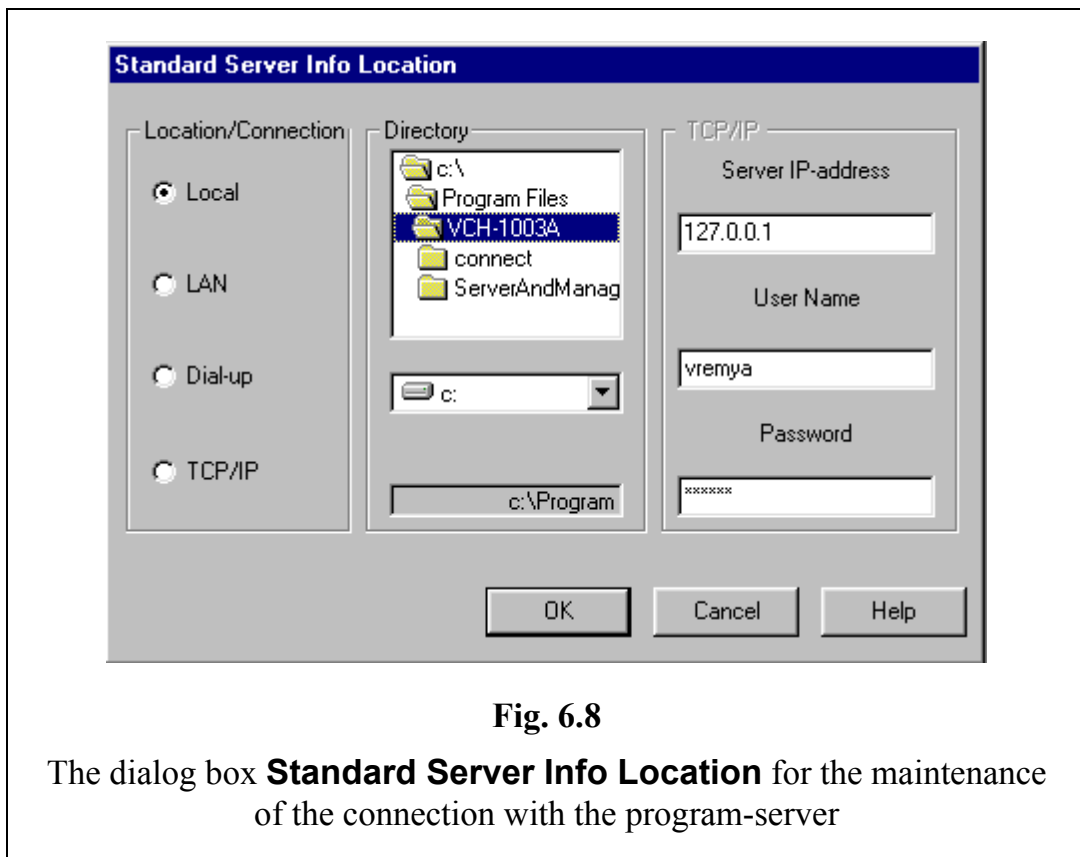 Standard Server Info Location
Location/Connection
Local
LAN
Dial-up
TCP/IP
Directory
c:\
Program Files
VCH-1003A
connect
ServerAndManag
c:
c:\Program
TCP/IP
Server IP-address
127.0.0.1
User Name
vremya
Password
××××××
OK
Cancel
Help
Fig. 6.8
The dialog box Standard Server Info Location for the maintenance
of the connection with the program-server